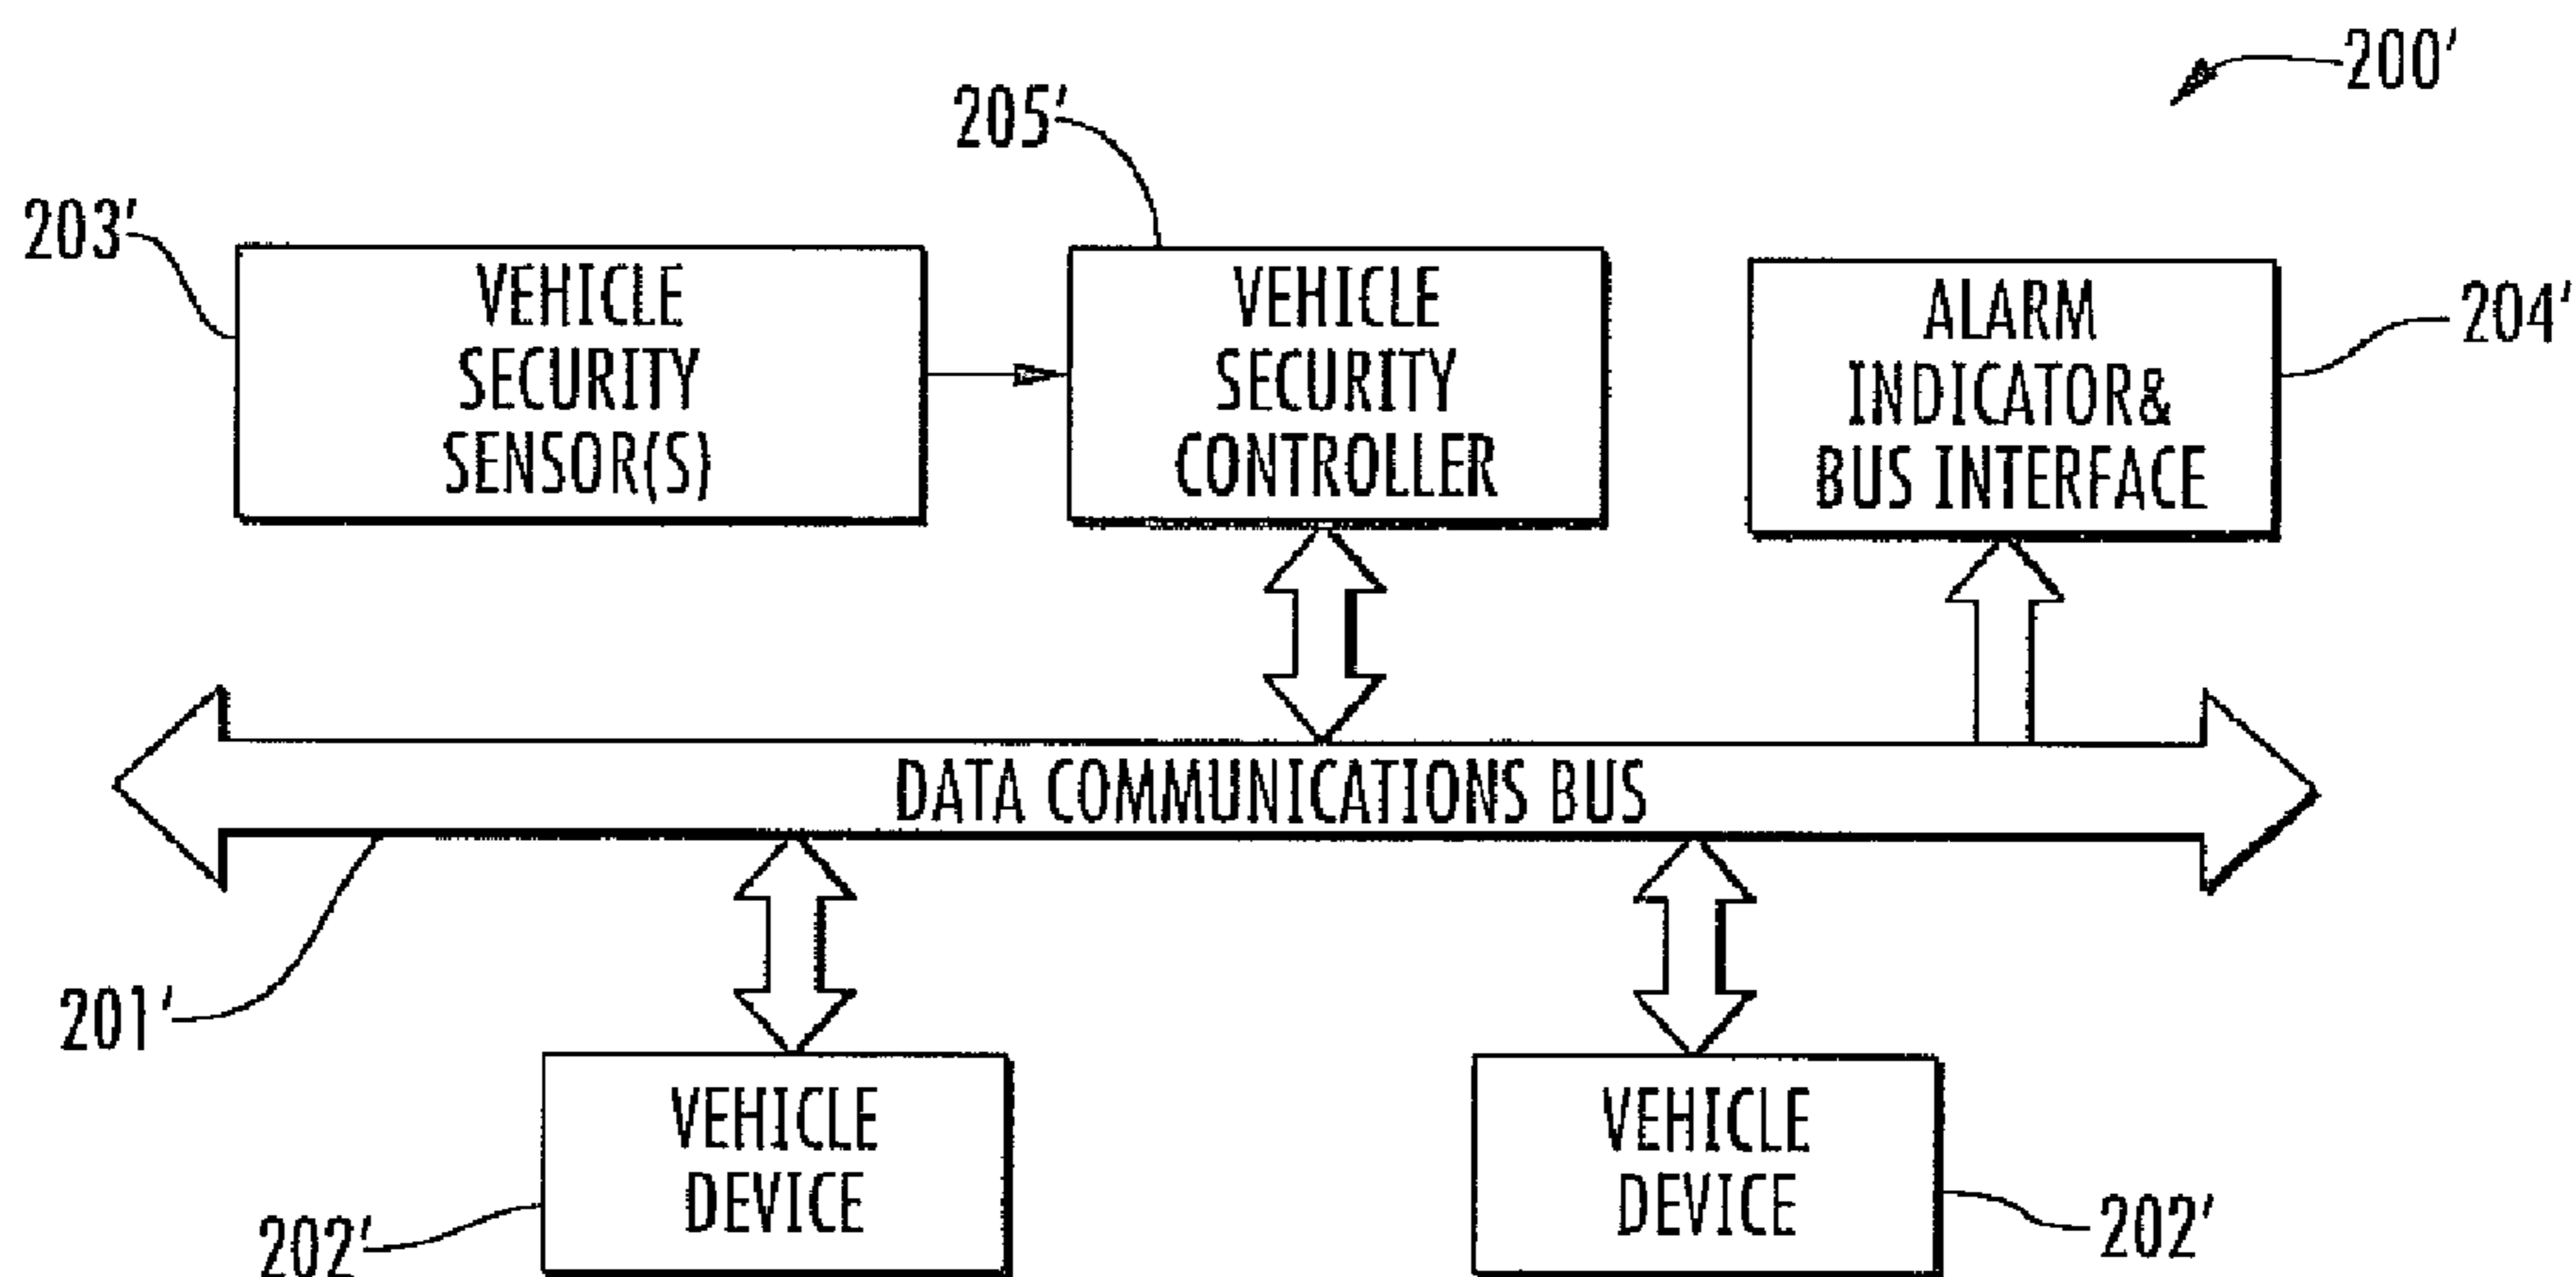 200'
205'
203'
VEHICLE
SECURITY
SENSOR(S)
VEHICLE
SECURITY
CONTROLLER
ALARM
INDICATOR&
BUS INTERFACE
204'
DATA COMMUNICATIONS BUS
201'
VEHICLE
DEVICE
202'
VEHICLE
DEVICE
202'